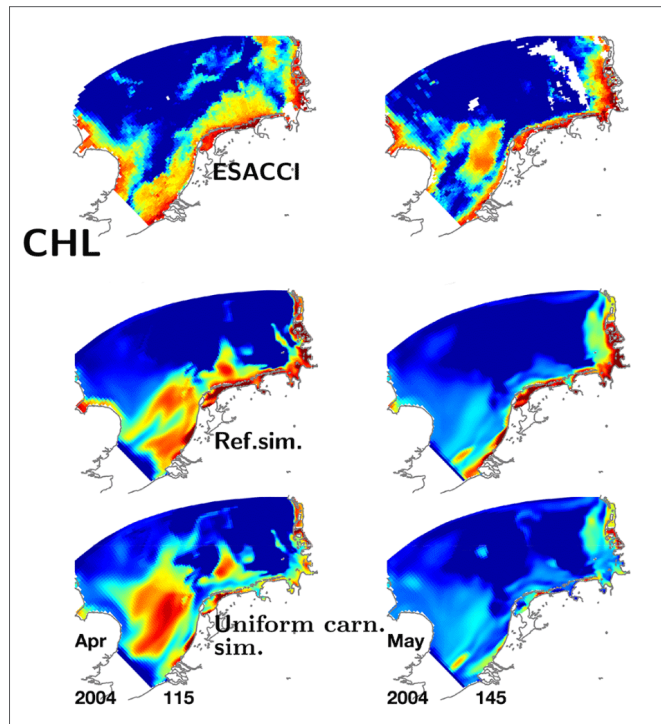 ESACCI
CHL
Ref.sim.
Uniform carn.
sim.
Apr
May
2004 115
2004 145